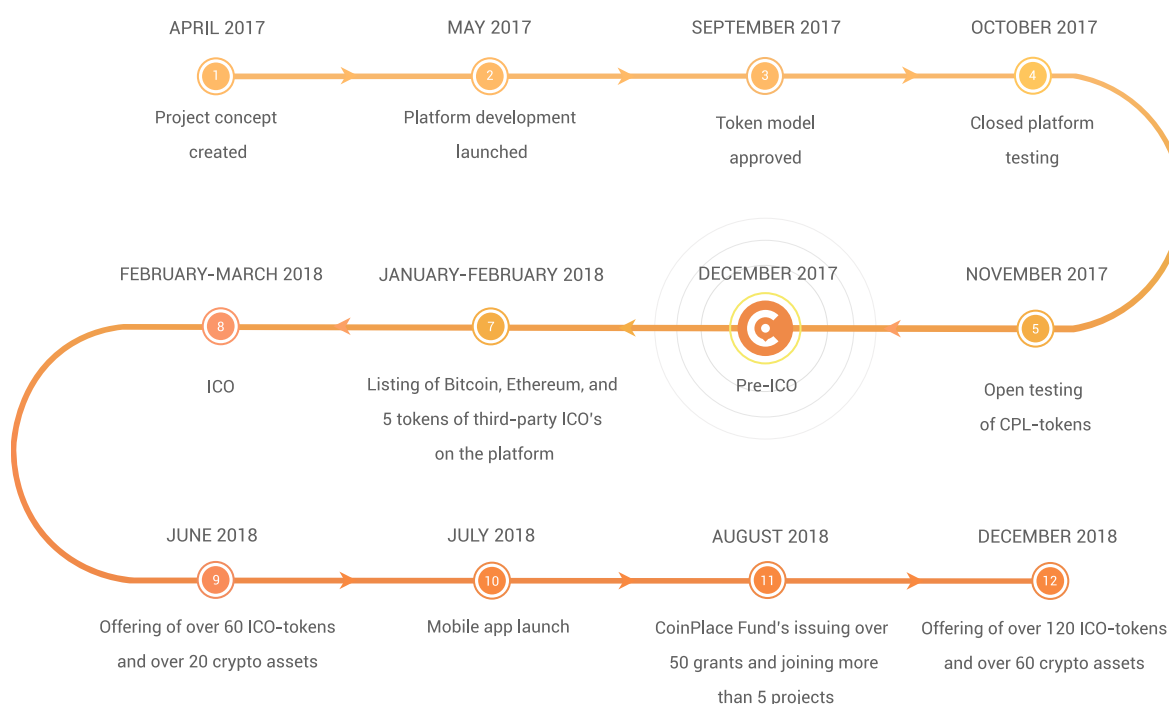 APRIL 2017
1
Project concept
created
MAY 2017
2
Platform development
launched
SEPTEMBER 2017
3
Token model
approved
OCTOBER 2017
4
Closed platform
testing
NOVEMBER 2017
5
Open testing
of CPL-tokens
DECEMBER 2017
Pre-ICO
JANUARY-FEBRUARY 2018
7
Listing of Bitcoin, Ethereum, and
5 tokens of third-party ICO's
on the platform
FEBRUARY-MARCH 2018
8
ICO
JUNE 2018
9
Offering of over 60 ICO-tokens
and over 20 crypto assets
JULY 2018
10
Mobile app launch
AUGUST 2018
11
CoinPlace Fund's issuing over
50 grants and joining more
than 5 projects
DECEMBER 2018
12
Offering of over 120 ICO-tokens
and over 60 crypto assets